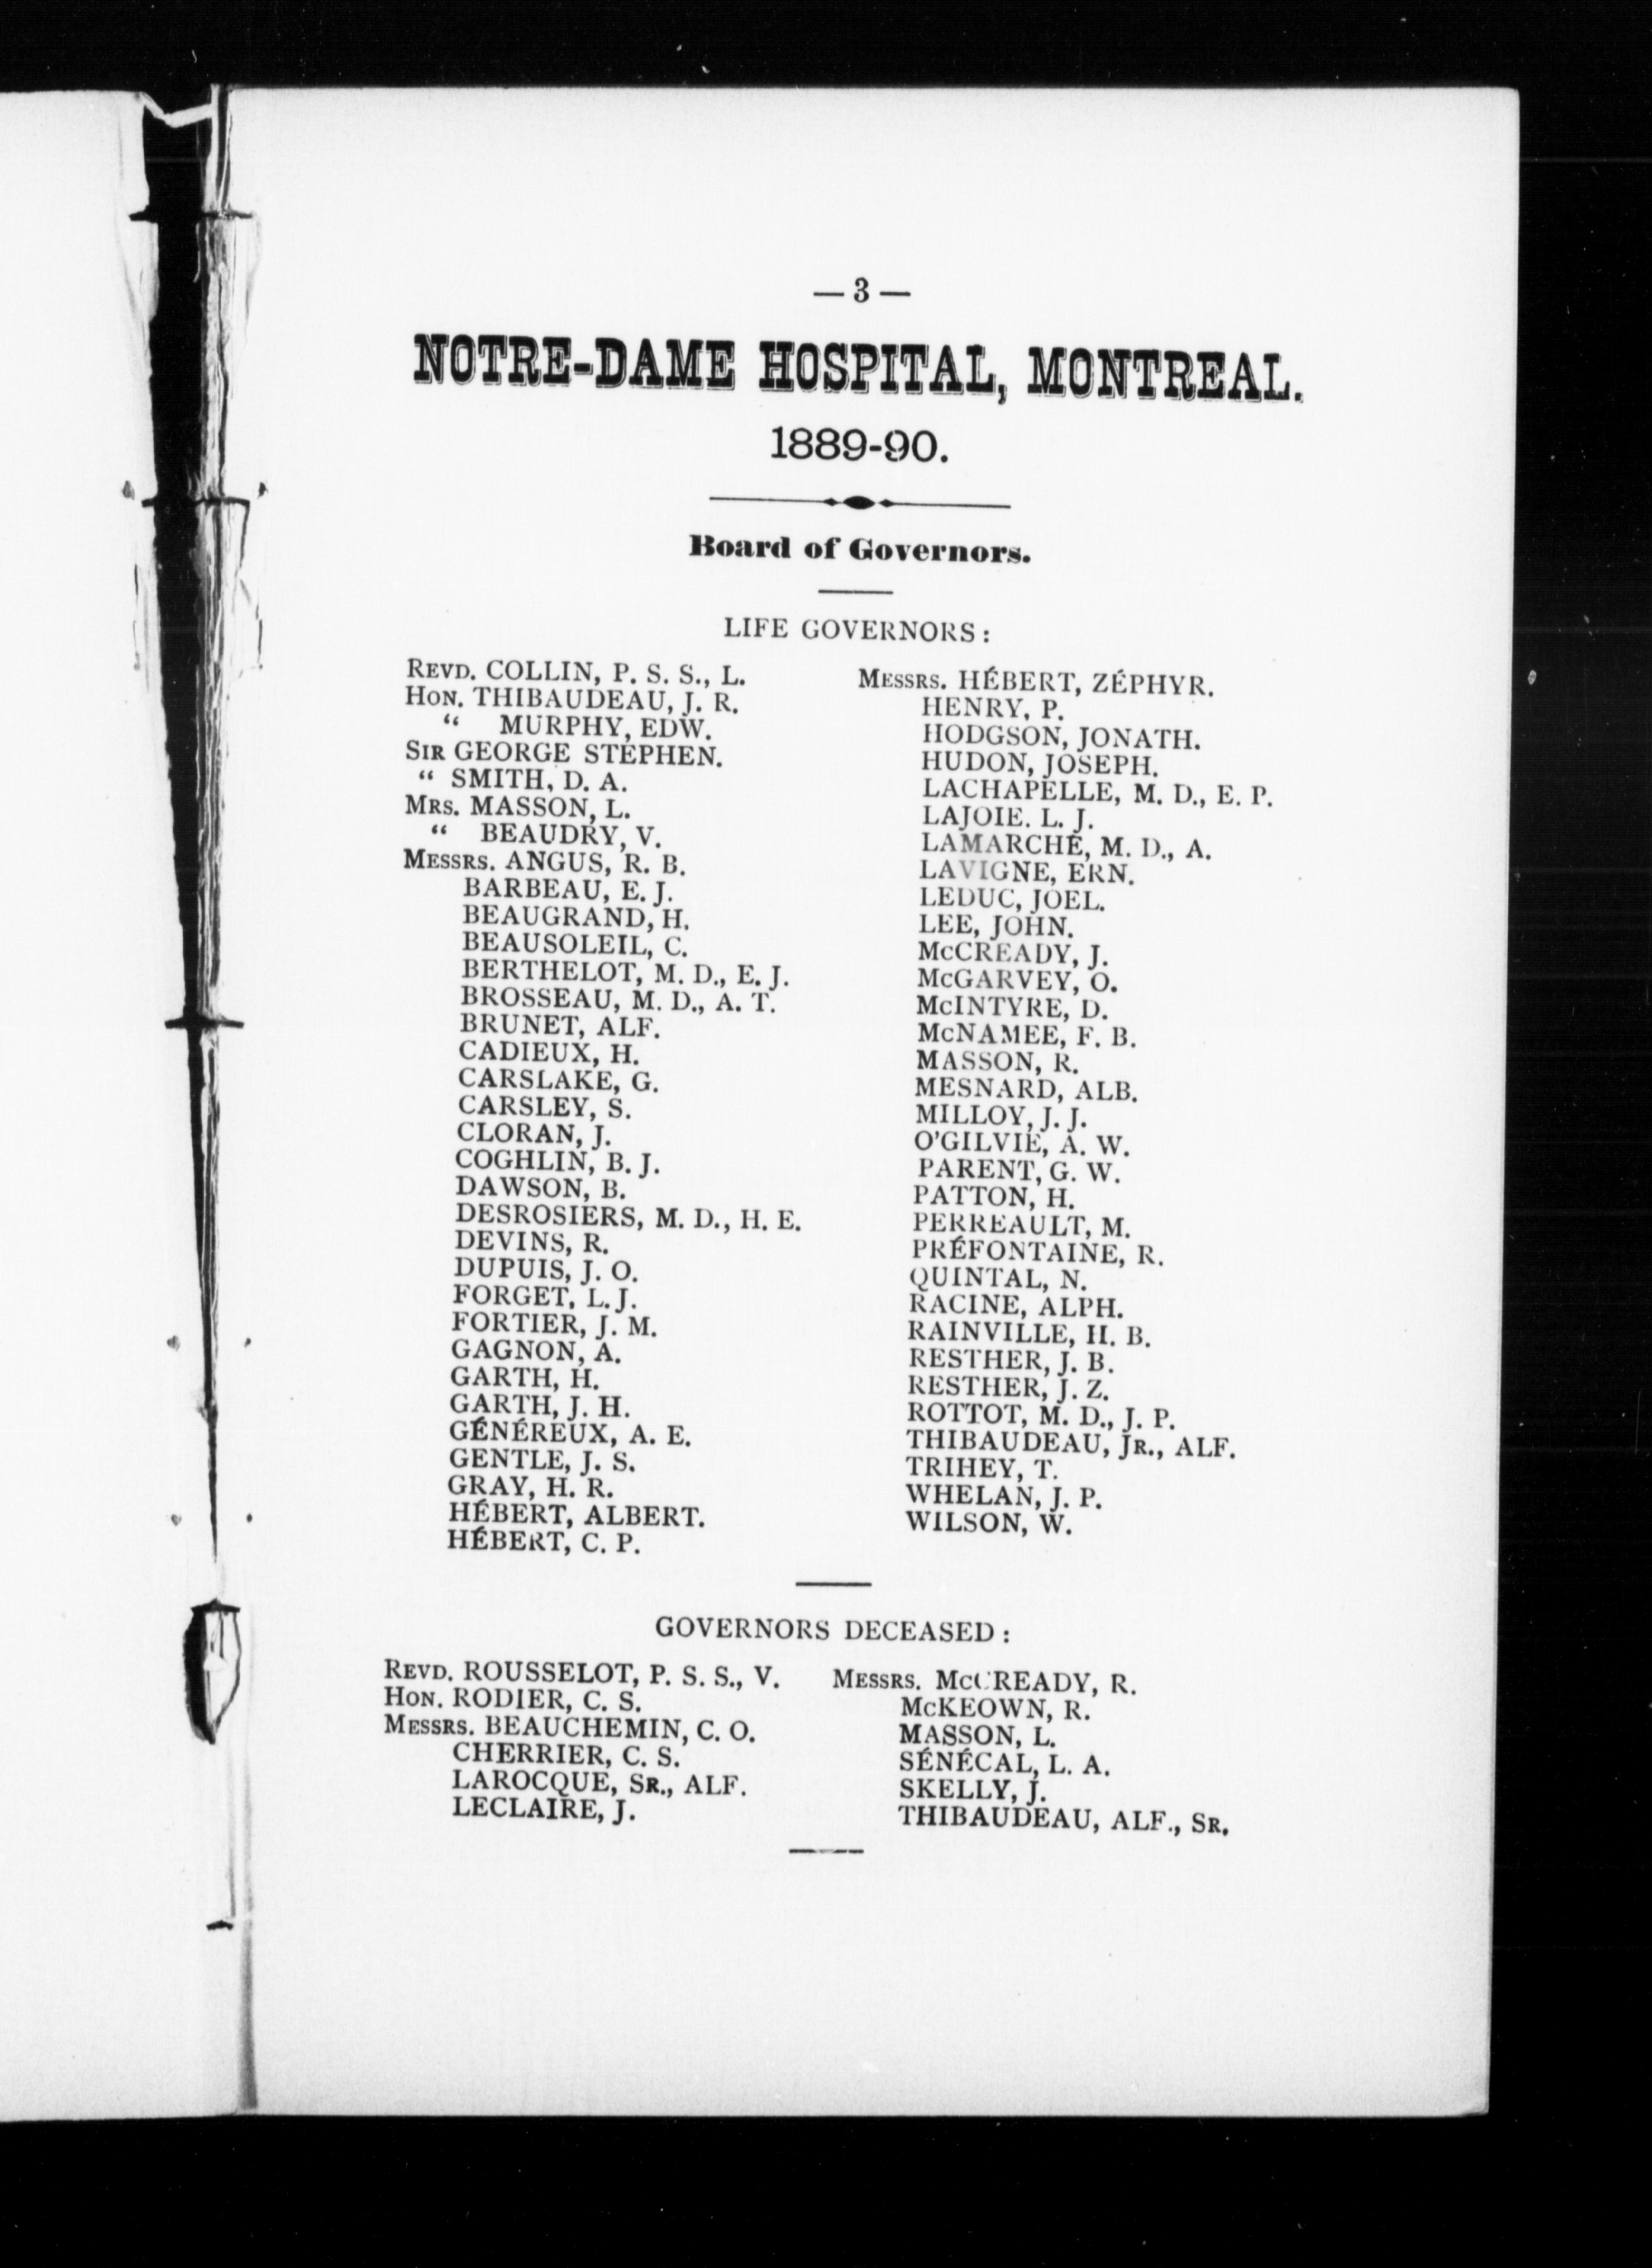 — 3 —
NOTRE-DAME HOSPITAL, MONTREAL.
1889-90.
Board of Governors.
LIFE GOVERNORS :
REVD. COLLIN, P. S. S., L.
HON. THIBAUDEAU, J. R.
“ MURPHY, EDW.
SIR GEORGE STEPHEN.
“ SMITH, D. A.
MRS. MASSON, L.
“ BEAUDRY, V.
MESSRS. ANGUS, R. B.
BARBEAU, E. J.
BEAUGRAND, H.
BEAUSOLEIL, C.
BERTHELOT, M. D., E. J.
BROSSEAU, M. D., A. T.
BRUNET, ALF.
CADIEUX, H.
CARSLAKE, G.
CARSLEY, S.
CLORAN, J.
COGHLIN, B. J.
DAWSON, B.
DESROSIERS, M. D., H. E.
DEVINS, R.
DUPUIS, J. O.
FORGET, L. J.
FORTIER, J. M.
GAGNON, A.
GARTH, H.
GARTH, J. H.
GÉNÉREUX, A. E.
GENTLE, J. S.
GRAY, H. R.
HÉBERT, ALBERT.
HÉBERT, C. P.
MESSRS. HÉBERT, ZÉPHYR.
HENRY, P.
HODGSON, JONATH.
HUDON, JOSEPH.
LACHAPELLE, M. D., E. P.
LAJOIE. L. J.
LAMARCHE, M. D., A.
LAVIGNE, ERN.
LEDUC, JOEL.
LEE, JOHN.
McCREADY, J.
McGARVEY, O.
McINTYRE, D.
McNAMEE, F. B.
MASSON, R.
MESNARD, ALB.
MILLOY, J. J.
O'GILVIE, A. W.
PARENT, G. W.
PATTON, H.
PERREAULT, M.
PRÉFONTAINE, R.
QUINTAL, N.
RACINE, ALPH.
RAINVILLE, H. B.
RESTHER, J. B.
RESTHER, J. Z.
ROTTOT, M. D., J. P.
THIBAUDEAU, JR., ALF.
TRIHEY, T.
WHELAN, J. P.
WILSON, W.
GOVERNORS DECEASED :
REVD. ROUSSELOT, P. S. S., V.
HON. RODIER, C. S.
MESSRS. BEAUCHEMIN, C. O.
CHERRIER, C. S.
LAROCQUE, SR., ALF.
LECLAIRE, J.
MESSRS. McCREADY, R.
McKEOWN, R.
MASSON, L.
SÉNÉCAL, L. A.
SKELLY, J.
THIBAUDEAU, ALF., SR.